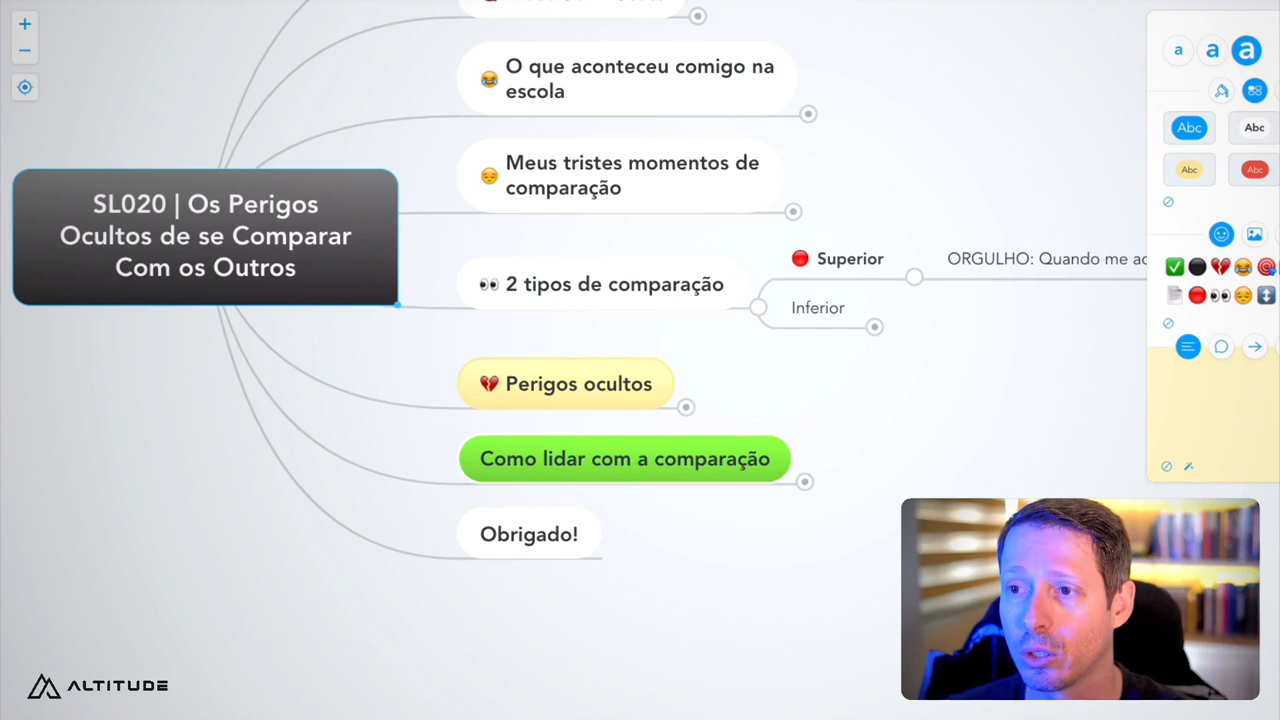 O que aconteceu comigo na
escola
Meus tristes momentos de
comparação
SL020 | Os Perigos
Ocultos de se Comparar
Com os Outros
2 tipos de comparação
Superior
ORGULHO: Quando me
Inferior
Perigos ocultos
Como lidar com a comparação
Obrigado!
a a a
Abc Abc
Abc Abc
ALTITUDE